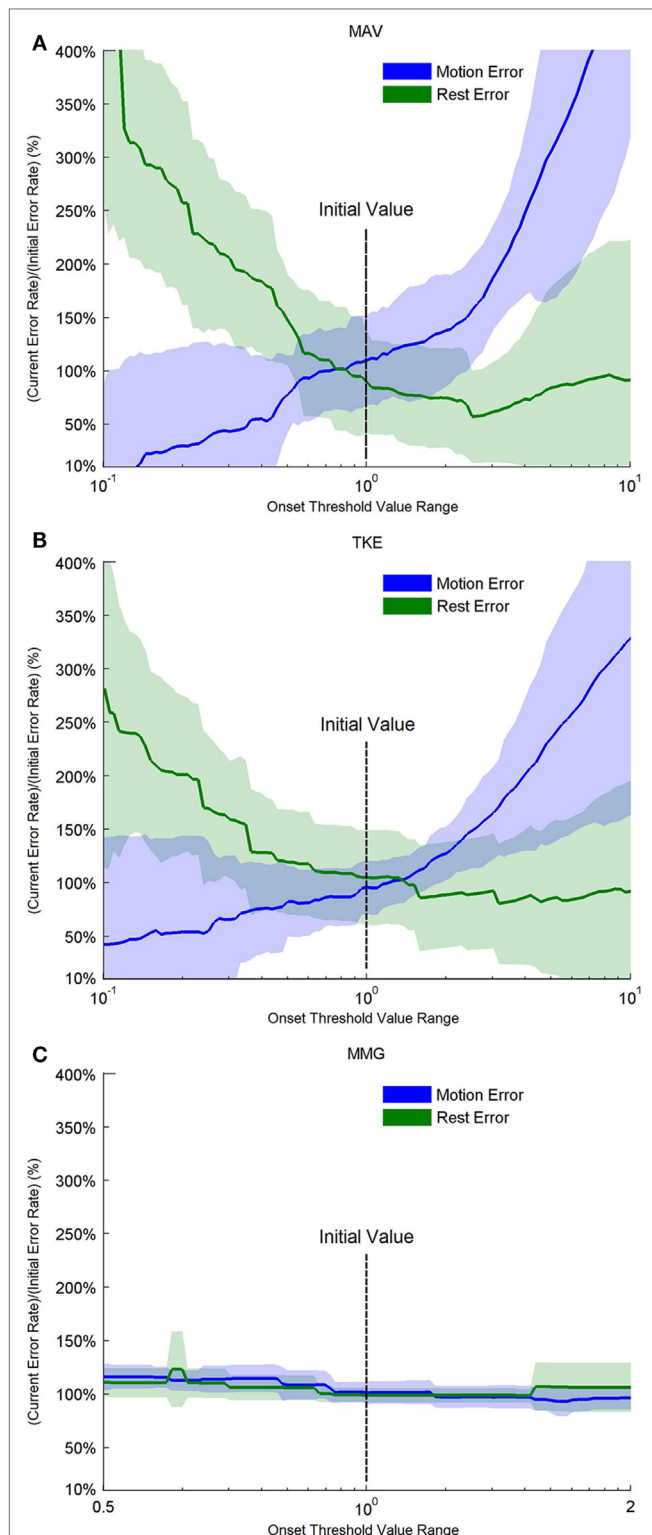 A
MAV
400%
350%
300%
250%
200%
150%
100%
50%
10%
(Current Error Rate)/(Initial Error Rate) (%)
Motion Error
Rest Error
Initial Value
10-1
100
101
Onset Threshold Value Range
B
TKE
400%
350%
300%
250%
200%
150%
100%
50%
10%
(Current Error Rate)/(Initial Error Rate) (%)
Motion Error
Rest Error
Initial Value
10-1
100
101
Onset Threshold Value Range
C
MMG
400%
350%
300%
250%
200%
150%
100%
50%
10%
(Current Error Rate)/(Initial Error Rate) (%)
Motion Error
Rest Error
Initial Value
0.5
100
2
Onset Threshold Value Range